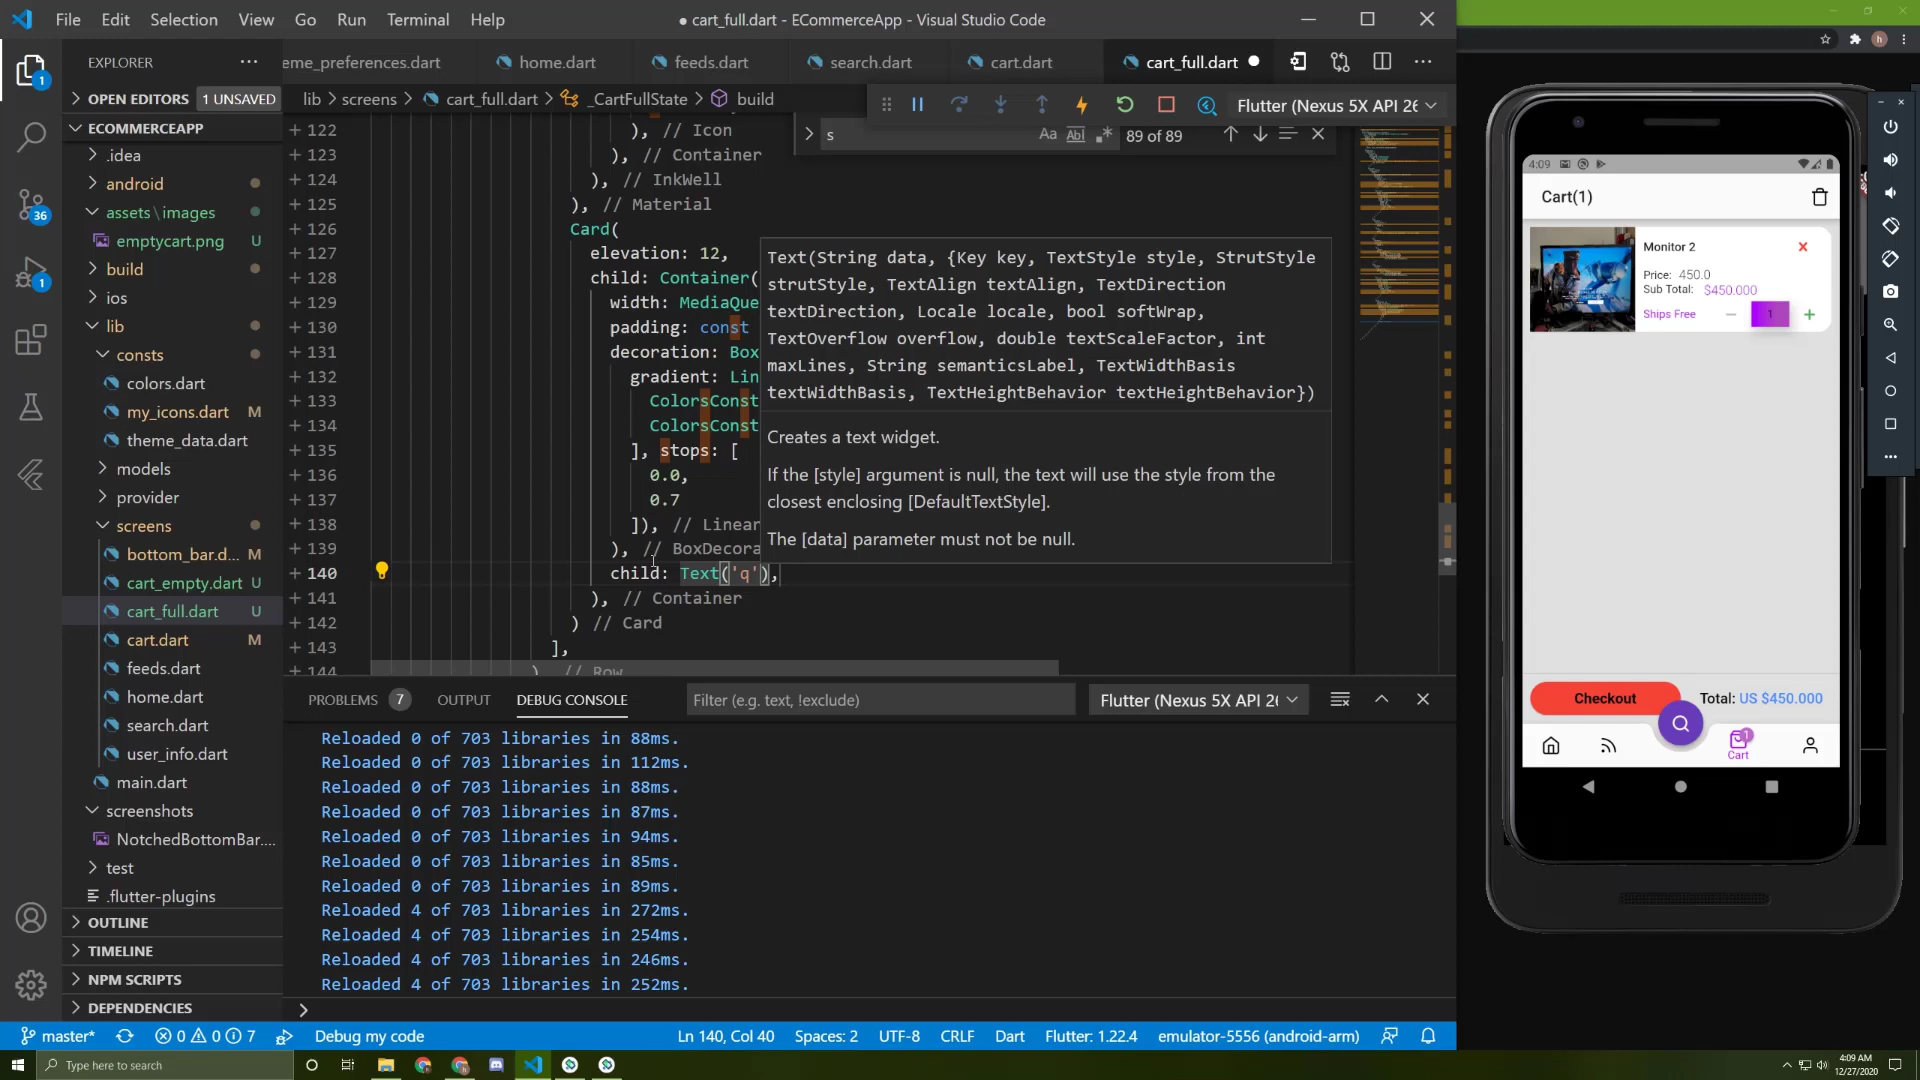 File Edit Selection View Go Run Terminal Help
● cart_full.dart - ECommerceApp - Visual Studio Code
EXPLORER
OPEN EDITORS 1 UNSAVED
ECOMMERCEAPP
.idea
android
assets\images
emptycart.png U
build
ios
lib
consts
colors.dart
my_icons.dart M
theme_data.dart
models
provider
screens
bottom_bar.d... M
cart_empty.dart U
cart_full.dart U
cart.dart M
feeds.dart
home.dart
search.dart
user_info.dart
main.dart
screenshots
NotchedBottomBar....
test
.flutter-plugins
OUTLINE
TIMELINE
NPM SCRIPTS
DEPENDENCIES
1
36
1
eme_preferences.dart home.dart feeds.dart search.dart cart.dart cart_full.dart
lib > screens > cart_full.dart > _CartFullState > build
Flutter (Nexus 5X API 26
s Aa Abl 89 of 89
122 ), // Icon
123 ), // Container
124 ), // InkWell
125 ), // Material
126 Card(
127 elevation: 12,
128 child: Container(
129 width: MediaQue
130 padding: const
131 decoration: Box
132 gradient: Lin
133 ColorsConst
134 ColorsConst
135 ], stops: [
136 0.0,
137 0.7
138 ]), // Linear
139 ), // BoxDecora
140 child: Text('q'),
141 ), // Container
142 ) // Card
143 ],
144 ) // Row
Text(String data, {Key key, TextStyle style, StrutStyle
strutStyle, TextAlign textAlign, TextDirection
textDirection, Locale locale, bool softWrap,
TextOverflow overflow, double textScaleFactor, int
maxLines, String semanticsLabel, TextWidthBasis
textWidthBasis, TextHeightBehavior textHeightBehavior})
Creates a text widget.
If the [style] argument is null, the text will use the style from the
closest enclosing [DefaultTextStyle].
The [data] parameter must not be null.
PROBLEMS 7 OUTPUT DEBUG CONSOLE
Filter (e.g. text, !exclude)
Flutter (Nexus 5X API 26
Reloaded 0 of 703 libraries in 88ms.
Reloaded 0 of 703 libraries in 112ms.
Reloaded 0 of 703 libraries in 88ms.
Reloaded 0 of 703 libraries in 87ms.
Reloaded 0 of 703 libraries in 94ms.
Reloaded 0 of 703 libraries in 85ms.
Reloaded 0 of 703 libraries in 89ms.
Reloaded 4 of 703 libraries in 272ms.
Reloaded 4 of 703 libraries in 254ms.
Reloaded 4 of 703 libraries in 246ms.
Reloaded 4 of 703 libraries in 252ms.
master* 0 0 7 Debug my code
Ln 140, Col 40 Spaces: 2 UTF-8 CRLF Dart Flutter: 1.22.4 emulator-5556 (android-arm)
Type here to search
4:09 AM
12/27/2020
h
4:09
Cart(1)
Monitor 2
Price: 450.0
Sub Total: $450.000
Ships Free
1
Checkout
Total: US $450.000
1
Cart